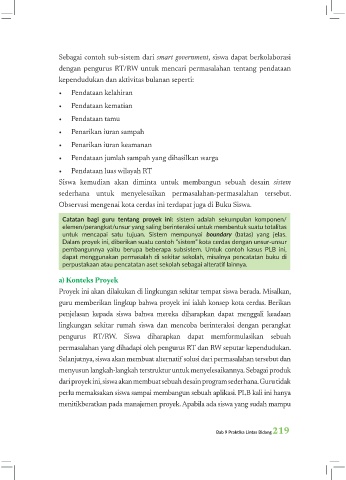 Sebagai contoh sub-sistem dari smart government, siswa dapat berkolaborasi
dengan pengurus RT/RW untuk mencari permasalahan tentang pendataan
kependudukan dan aktivitas bulanan seperti:
• Pendataan kelahiran
• Pendataan kematian
• Pendataan tamu
• Penarikan iuran sampah
• Penarikan iuran keamanan
• Pendataan jumlah sampah yang dihasilkan warga
• Pendataan luas wilayah RT
Siswa kemudian akan diminta untuk membangun sebuah desain sistem
sederhana untuk menyelesaikan permasalahan-permasalahan tersebut.
Observasi mengenai kota cerdas ini terdapat juga di Buku Siswa.
Catatan bagi guru tentang proyek ini: sistem adalah sekumpulan komponen/
elemen/perangkat/unsur yang saling berinteraksi untuk membentuk suatu totalitas
untuk mencapai satu tujuan. Sistem mempunyai boundary (batas) yang jelas.
Dalam proyek ini, diberikan suatu contoh "sistem" kota cerdas dengan unsur-unsur
pembangunnya yaitu berupa beberapa subsistem. Untuk contoh kasus PLB ini,
dapat menggunakan permasalah di sekitar sekolah, misalnya pencatatan buku di
perpustakaan atau pencatatan aset sekolah sebagai alteratif lainnya.
a) Konteks Proyek
Proyek ini akan dilakukan di lingkungan sekitar tempat siswa berada. Misalkan,
guru memberikan lingkup bahwa proyek ini ialah konsep kota cerdas. Berikan
penjelasan kepada siswa bahwa mereka diharapkan dapat menggali keadaan
lingkungan sekitar rumah siswa dan mencoba berinteraksi dengan perangkat
pengurus RT/RW. Siswa diharapkan dapat memformulasikan sebuah
permasalahan yang dihadapi oleh pengurus RT dan RW seputar kependudukan.
Selanjutnya, siswa akan membuat alternatif solusi dari permasalahan tersebut dan
menyusun langkah-langkah terstruktur untuk menyelesaikannya. Sebagai produk
dari proyek ini, siswa akan membuat sebuah desain program sederhana. Guru tidak
perlu memaksakan siswa sampai membangun sebuah aplikasi. PLB kali ini hanya
menitikberatkan pada manajemen proyek. Apabila ada siswa yang sudah mampu
Bab 9 Praktika Lintas Bidang 219